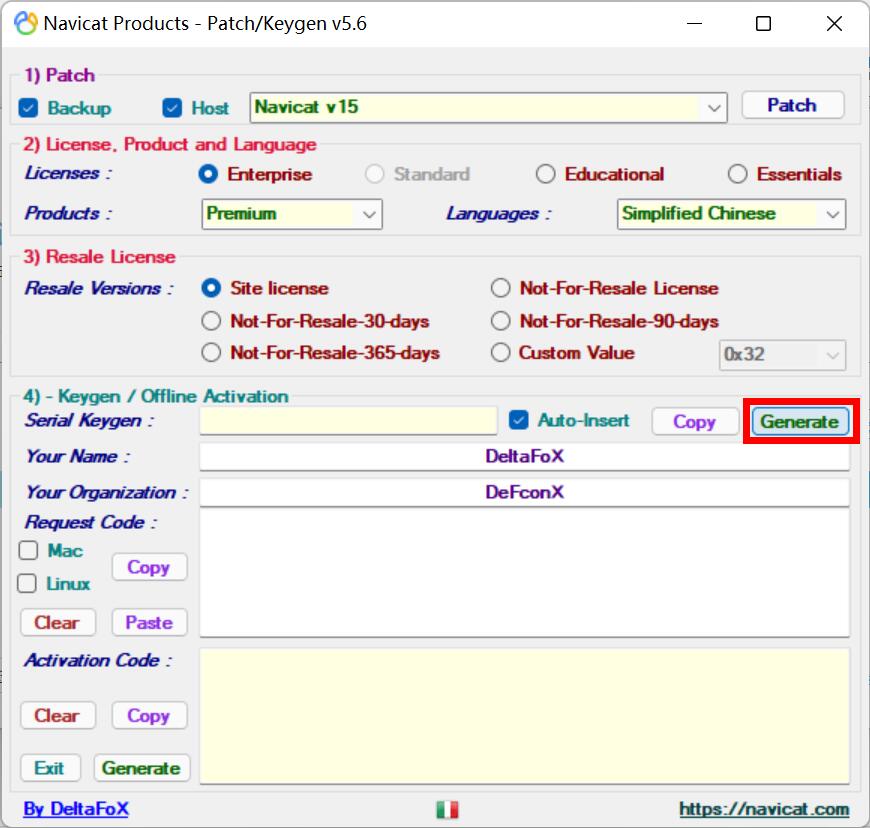 Navicat Products - Patch/Keygen v5.6
1) Patch
Backup Host Navicat v15 Patch
2) License, Product and Language
Licenses : Enterprise Standard Educational Essentials
Products : Premium Languages : Simplified Chinese
3) Resale License
Resale Versions : Site license Not-For-Resale License
Not-For-Resale-30-days Not-For-Resale-90-days
Not-For-Resale-365-days Custom Value 0x32
4) - Keygen / Offline Activation
Serial Keygen : Auto-Insert Copy Generate
Your Name : DeltaFoX
Your Organization : DeFconX
Request Code :
Mac
Copy
Linux
Clear Paste
Activation Code :
Clear Copy
Exit Generate
By DeltaFoX https://navicat.com